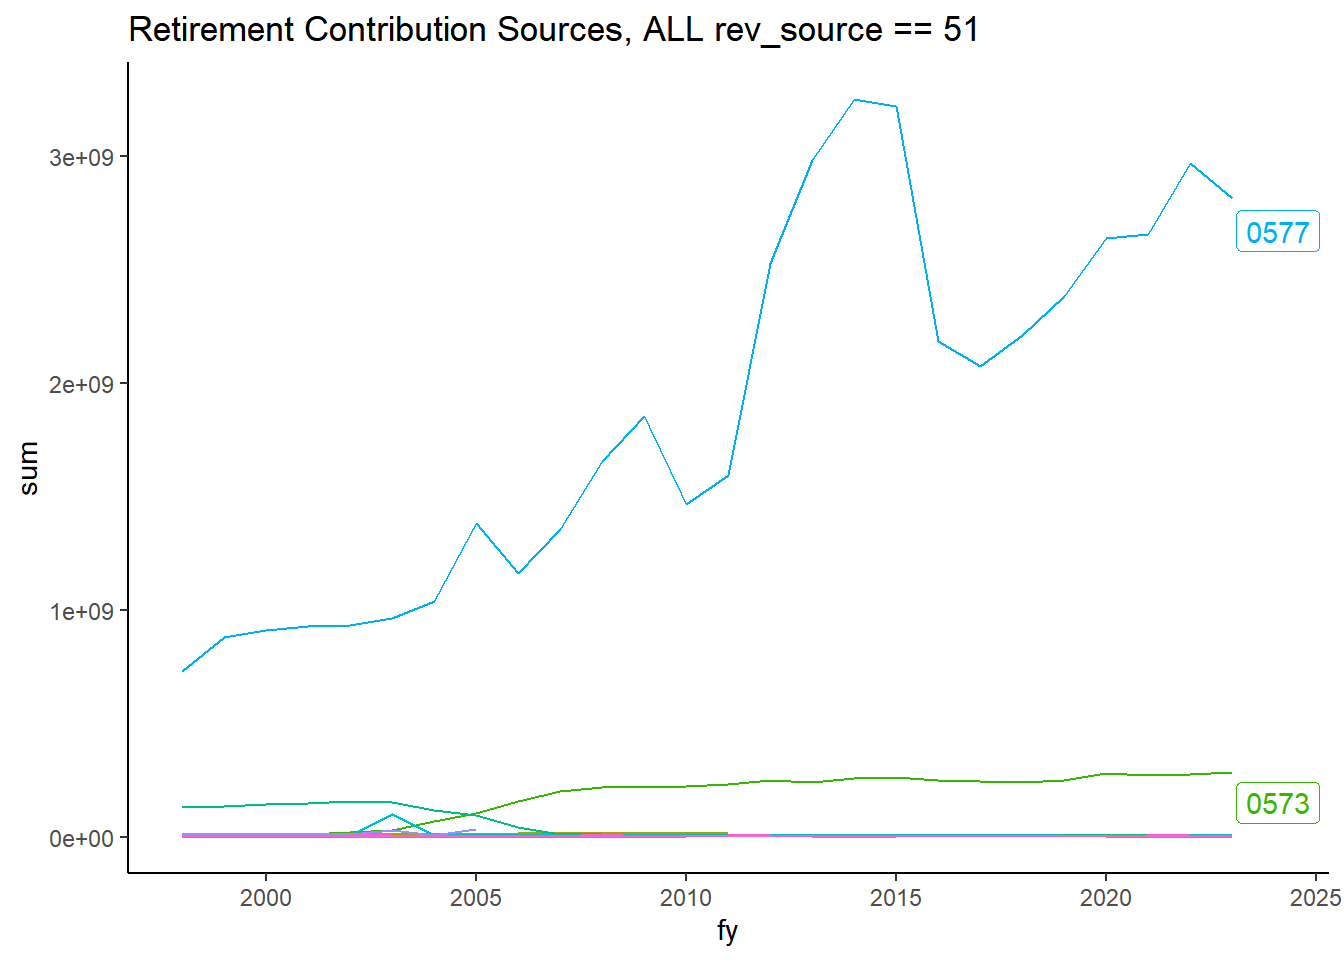 Retirement Contribution Sources, ALL rev_source == 51
3e+09
0577
2e+09
sum
1e+09
0573
0e+00
2000 2005 2010 2015 2020 2025
fy